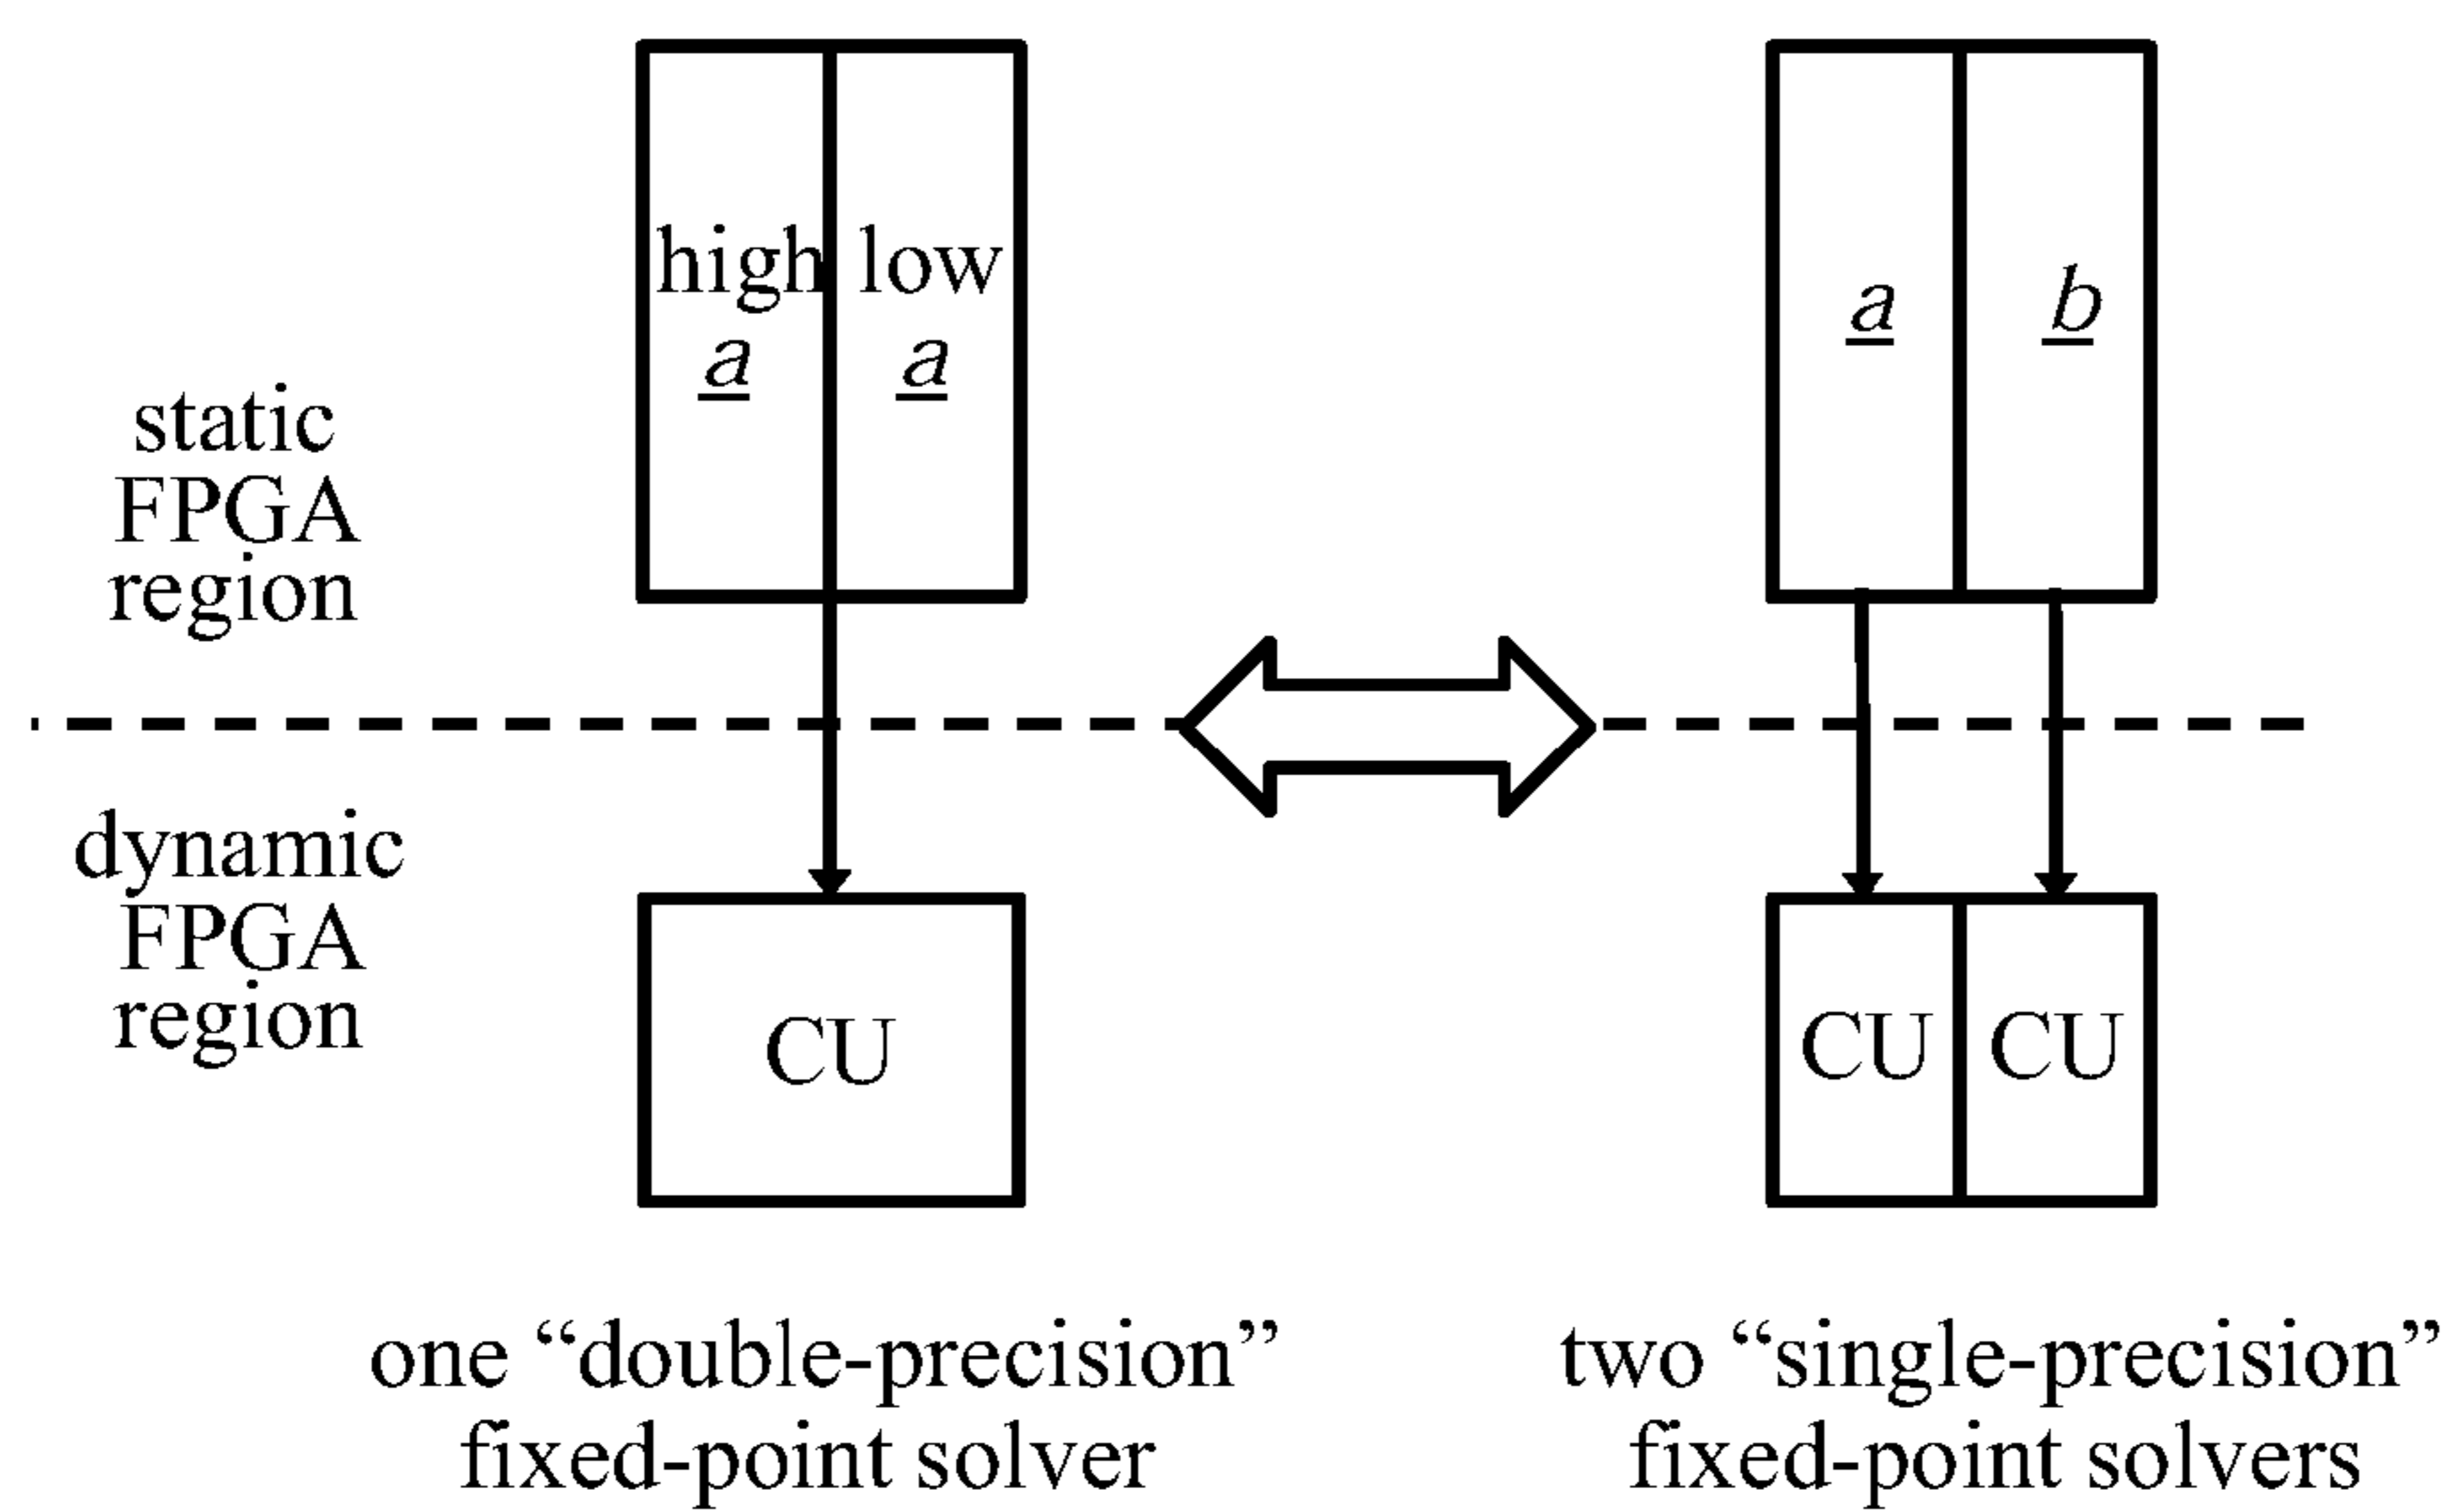 high low
a a
a b
static
FPGA
region
dynamic
FPGA
region
CU
CU CU
one “double-precision”
fixed-point solver
two “single-precision”
fixed-point solvers